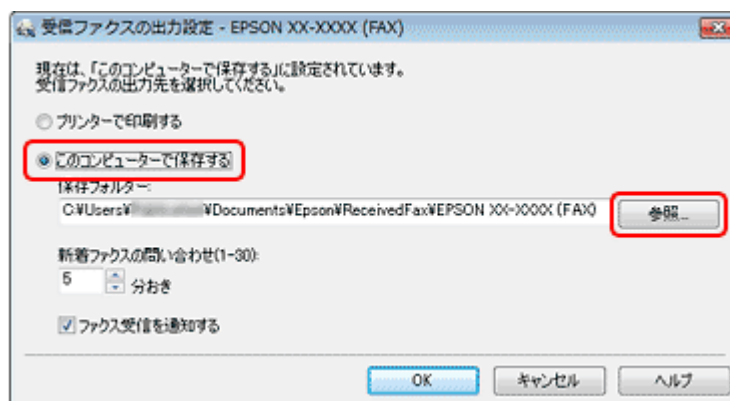 受信ファクスの出力設定 - EPSON XX-XXXX (FAX)
現在は、「このコンピューターで保存する」に設定されています。
受信ファクスの出力先を選択してください。
プリンターで印刷する
このコンピューターで保存する
保存フォルダー:
C:¥Users¥ ¥Documents¥Epson¥ReceivedFax¥EPSON XX-XXXX (FAX)
参照...
新着ファクスの問い合わせ(1-30):
5 分おき
ファクス受信を通知する
OK キャンセル ヘルプ